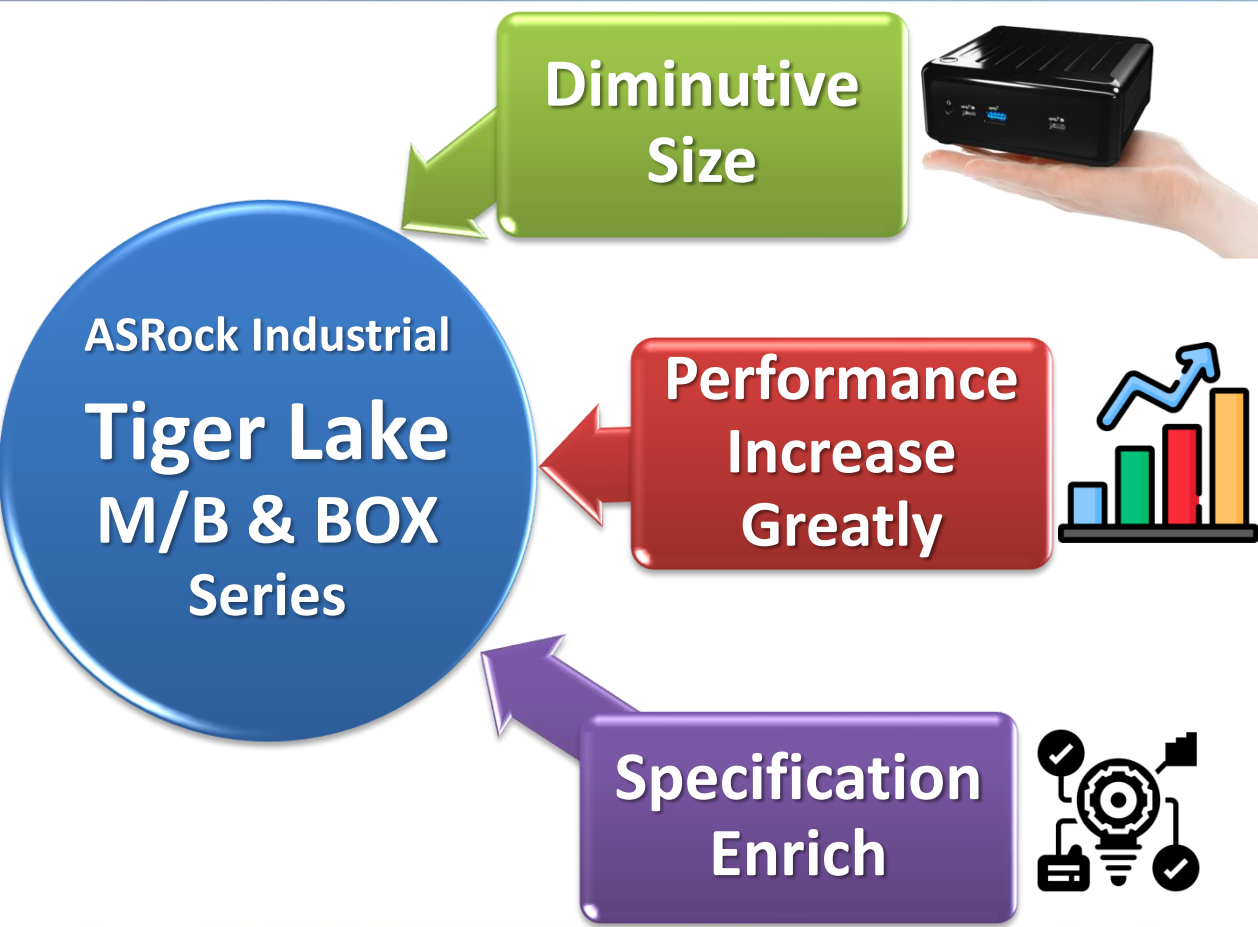 Diminutive
Size
ASRock Industrial
Tiger Lake
M/B & BOX
Series
Performance
Increase
Greatly
Specification
Enrich